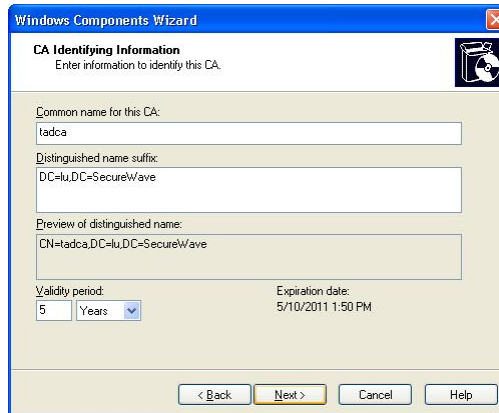 Windows Components Wizard
CA Identifying Information
Enter information to identify this CA.
Common name for this CA:
tadca
Distinguished name suffix:
DC=lu,DC=SecureWave
Preview of distinguished name:
CN=tadca,DC=lu,DC=SecureWave
Validity period:
Expiration date:
5 Years
5/10/2011 1:50 PM
< Back Next > Cancel Help